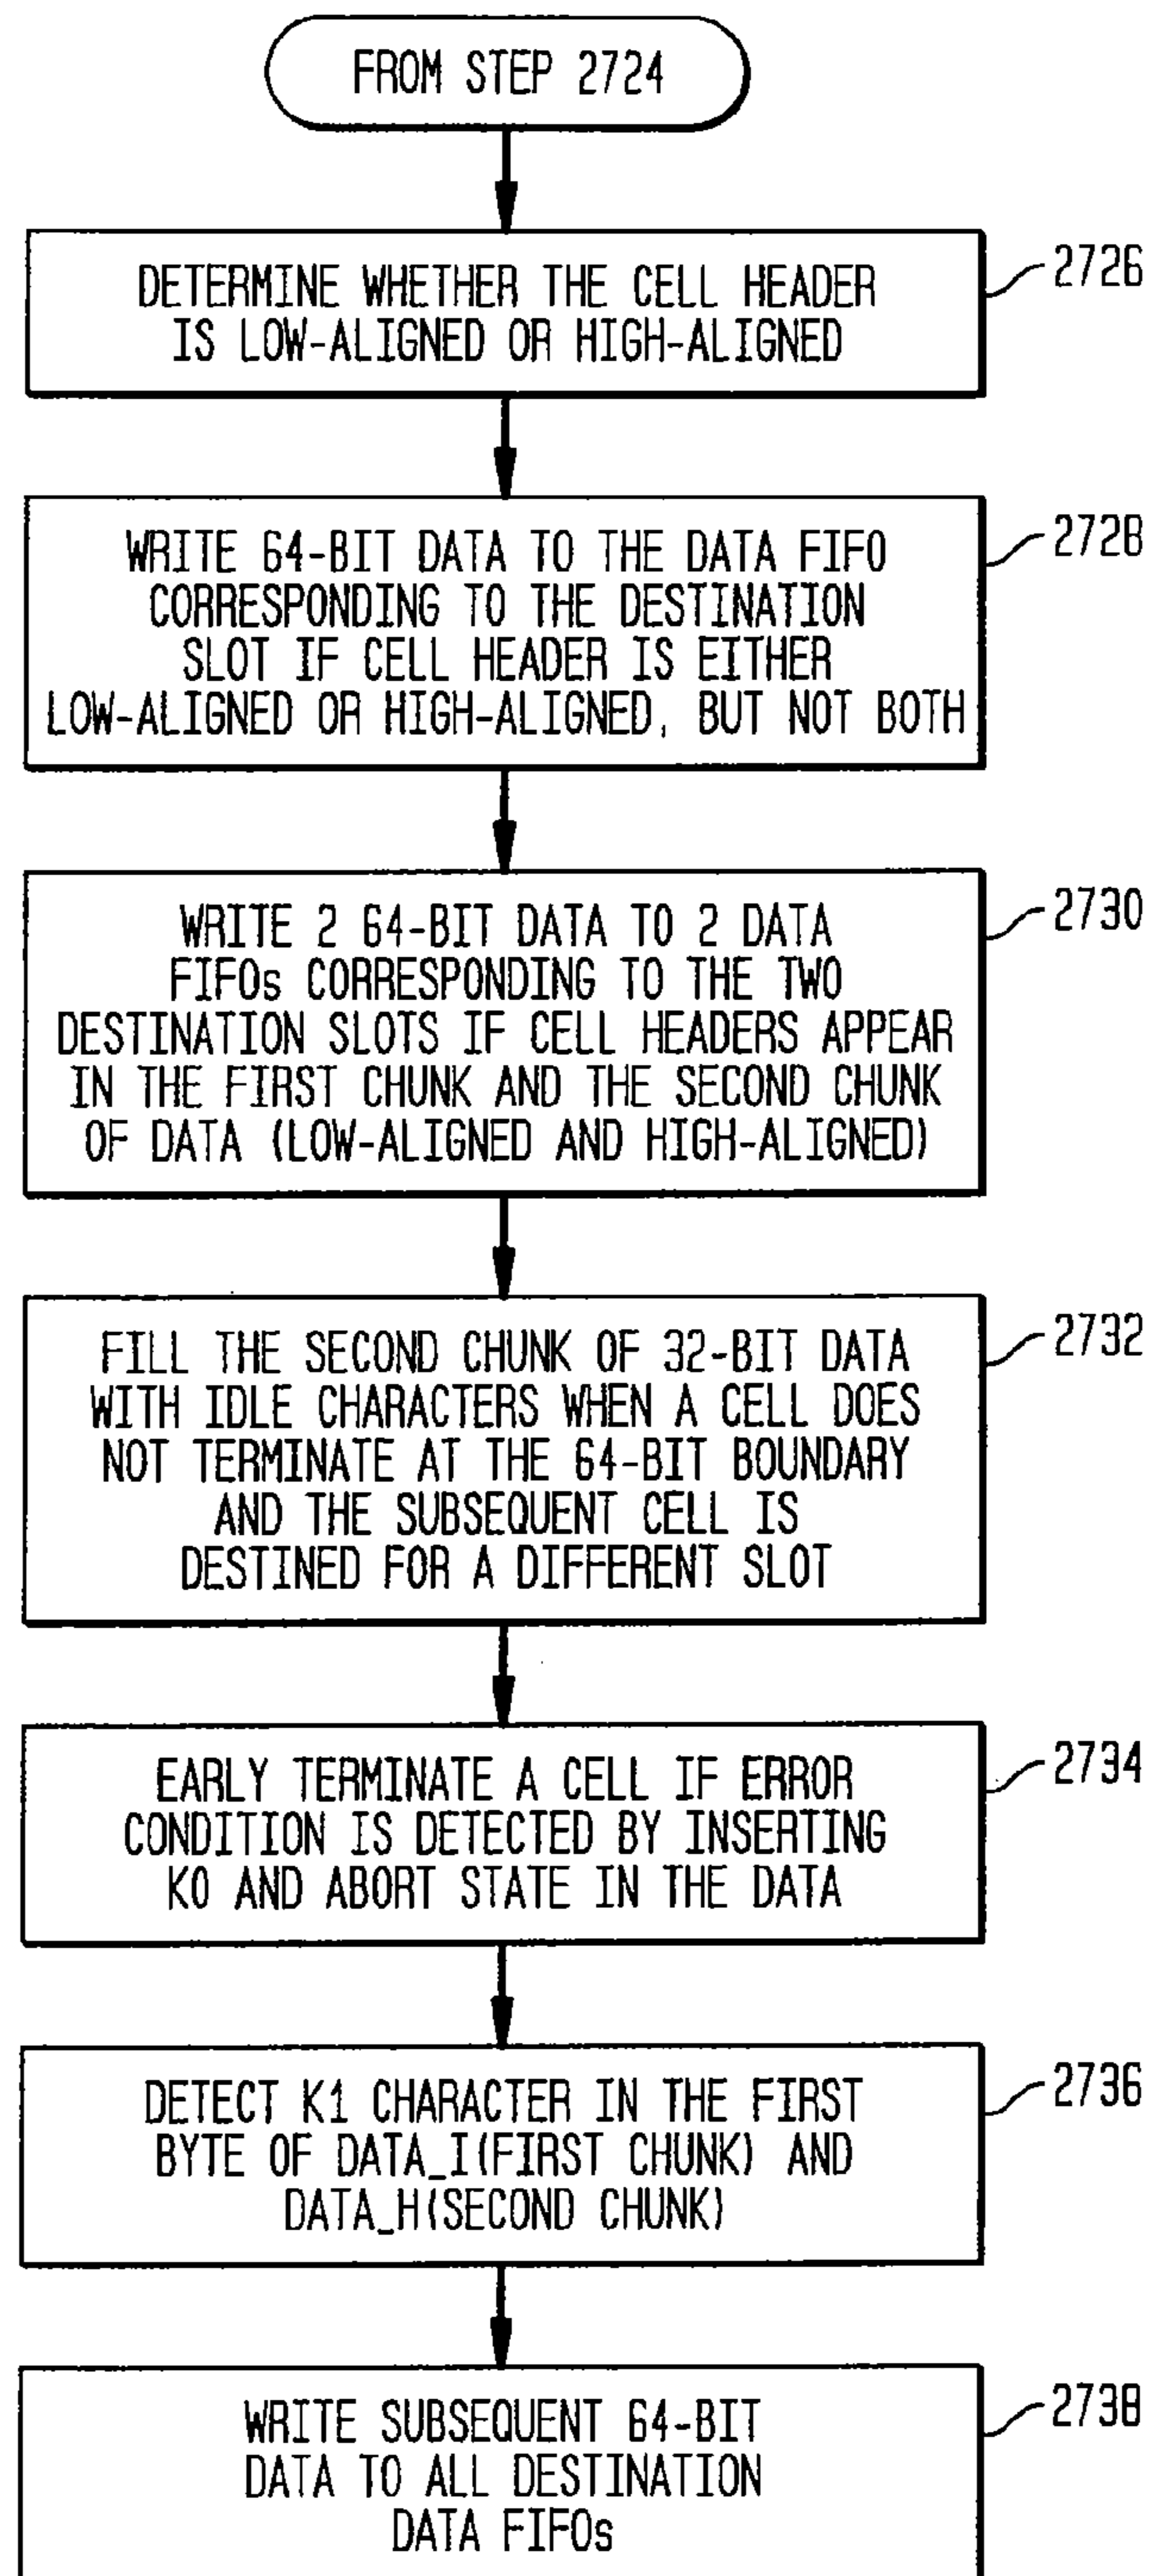 FROM STEP 2724
DETERMINE WHETHER THE CELL HEADER
IS LOW-ALIGNED OR HIGH-ALIGNED
2726
WRITE 64-BIT DATA TO THE DATA FIFO
CORRESPONDING TO THE DESTINATION
SLOT IF CELL HEADER IS EITHER
LOW-ALIGNED OR HIGH-ALIGNED, BUT NOT BOTH
2728
WRITE 2 64-BIT DATA TO 2 DATA
FIFOs CORRESPONDING TO THE TWO
DESTINATION SLOTS IF CELL HEADERS APPEAR
IN THE FIRST CHUNK AND THE SECOND CHUNK
OF DATA (LOW-ALIGNED AND HIGH-ALIGNED)
2730
FILL THE SECOND CHUNK OF 32-BIT DATA
WITH IDLE CHARACTERS WHEN A CELL DOES
NOT TERMINATE AT THE 64-BIT BOUNDARY
AND THE SUBSEQUENT CELL IS
DESTINED FOR A DIFFERENT SLOT
2732
EARLY TERMINATE A CELL IF ERROR
CONDITION IS DETECTED BY INSERTING
K0 AND ABORT STATE IN THE DATA
2734
DETECT K1 CHARACTER IN THE FIRST
BYTE OF DATA_I(FIRST CHUNK) AND
DATA_H(SECOND CHUNK)
2736
WRITE SUBSEQUENT 64-BIT
DATA TO ALL DESTINATION
DATA FIFOs
2738